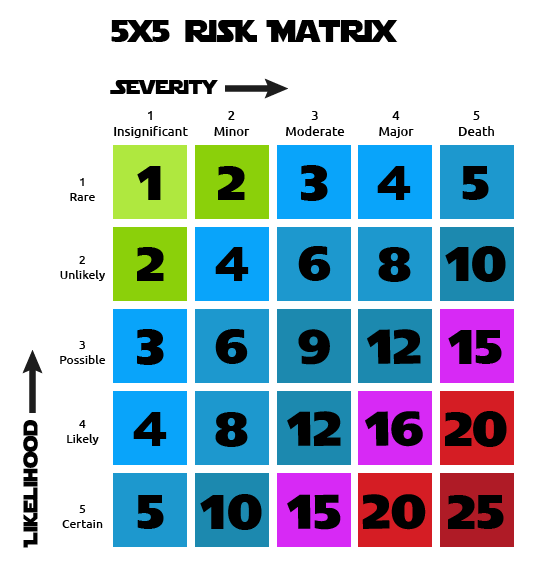 5x5 Risk Matrix
Severity
1 2 3 4 5
Insignificant Minor Moderate Major Death
1
Rare
1 2 3 4 5
2
Unlikely
2 4 6 8 10
3
Possible
3 6 9 12 15
4
Likely
4 8 12 16 20
5
Certain
5 10 15 20 25
Likelihood